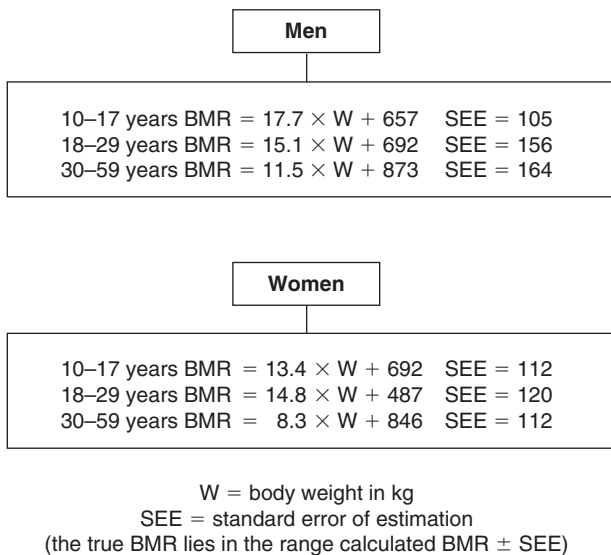 Men
10–17 years BMR = 17.7 × W + 657 SEE = 105
18–29 years BMR = 15.1 × W + 692 SEE = 156
30–59 years BMR = 11.5 × W + 873 SEE = 164
Women
10–17 years BMR = 13.4 × W + 692 SEE = 112
18–29 years BMR = 14.8 × W + 487 SEE = 120
30–59 years BMR = 8.3 × W + 846 SEE = 112
W = body weight in kg
SEE = standard error of estimation
(the true BMR lies in the range calculated BMR ± SEE)